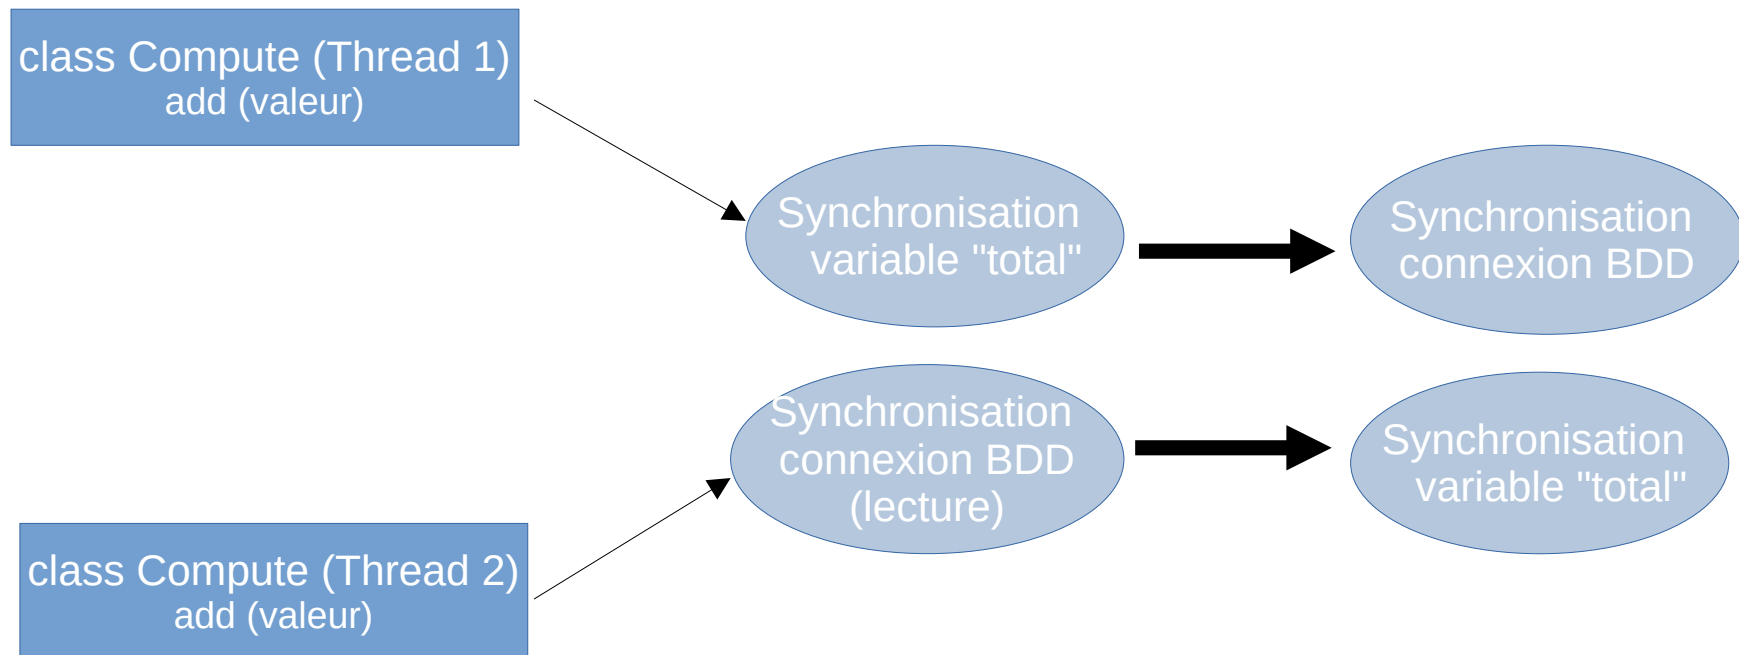 class Compute (Thread 1)
add (valeur)
Synchronisation
variable "total"
Synchronisation
connexion BDD
Synchronisation
connexion BDD
(lecture)
Synchronisation
variable "total"
class Compute (Thread 2)
add (valeur)